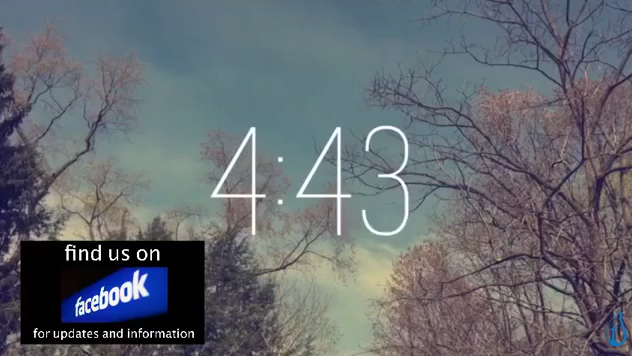 4:43
find us on
facebook
for updates and information